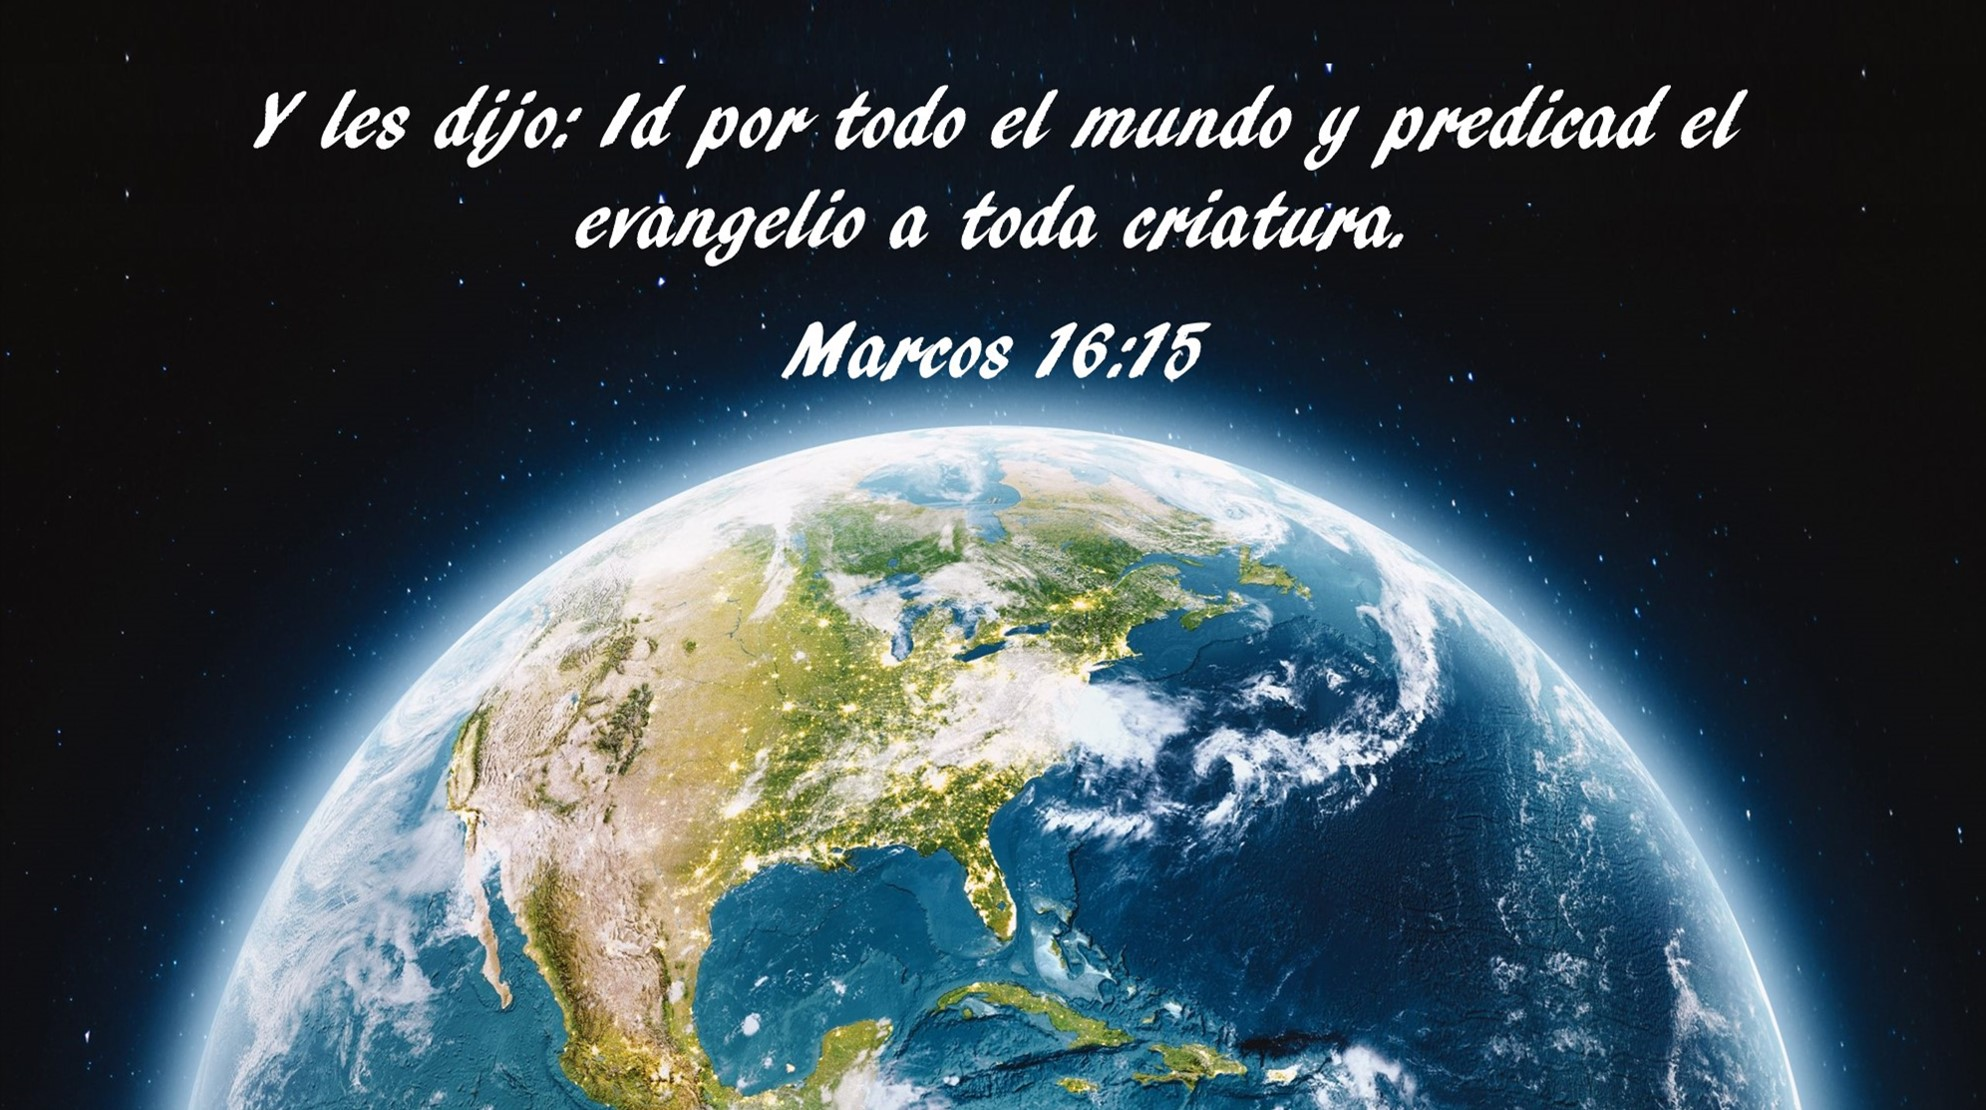 Y les dijo: Id por todo el mundo y predicad el
evangelio a toda criatura.
Marcos 16:15